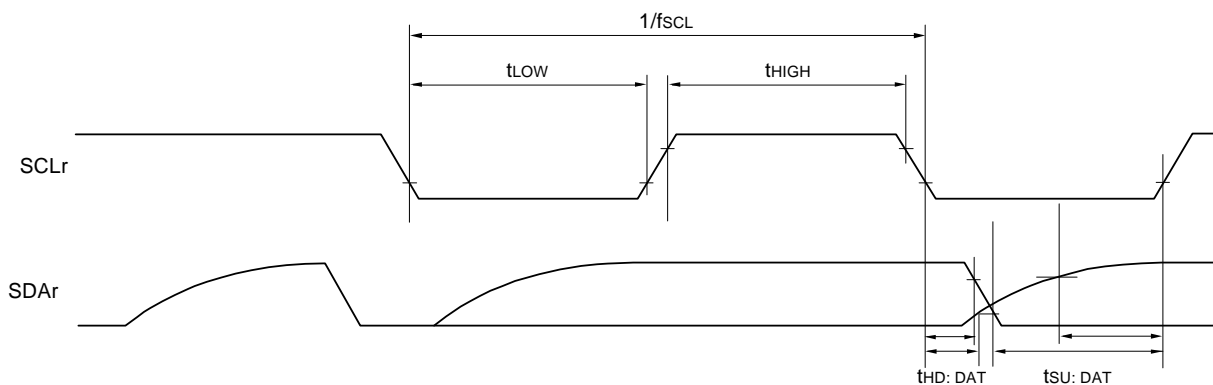 1/fSCL
tLOW
tHIGH
SCLr
SDAr
tHD: DAT
tSU: DAT